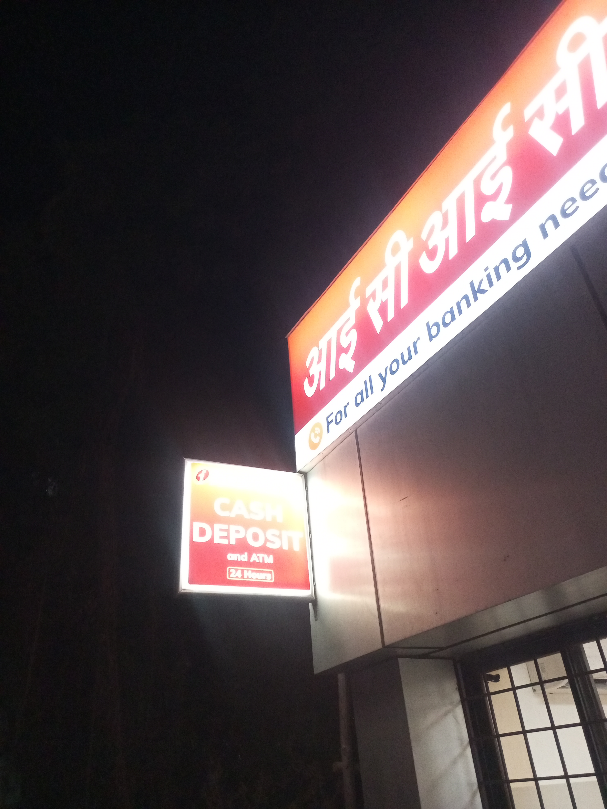 आई सी आई सी
For all your banking need
CASH
DEPOSIT
and ATM
24 Hours